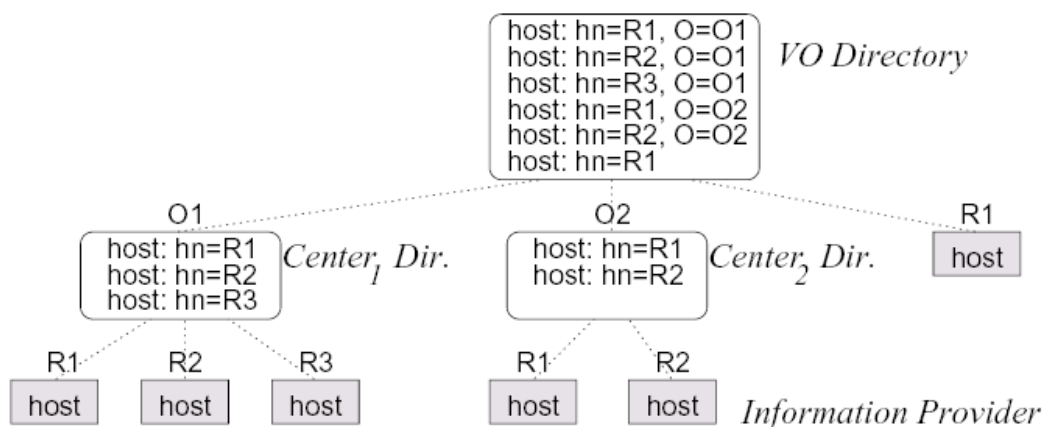 host: hn=R1, O=O1
host: hn=R2, O=O1
host: hn=R3, O=O1
host: hn=R1, O=O2
host: hn=R2, O=O2
host: hn=R1
VO Directory
O1
host: hn=R1
host: hn=R2
host: hn=R3
Center1 Dir.
O2
host: hn=R1
host: hn=R2
Center2 Dir.
R1
host
R1
host
R2
host
R3
host
R1
host
R2
host
Information Provider